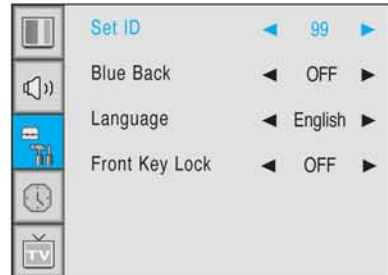 Set ID ◄ 99 ►
Blue Back ◄ OFF ►
Language ◄ English ►
Front Key Lock ◄ OFF ►
TV